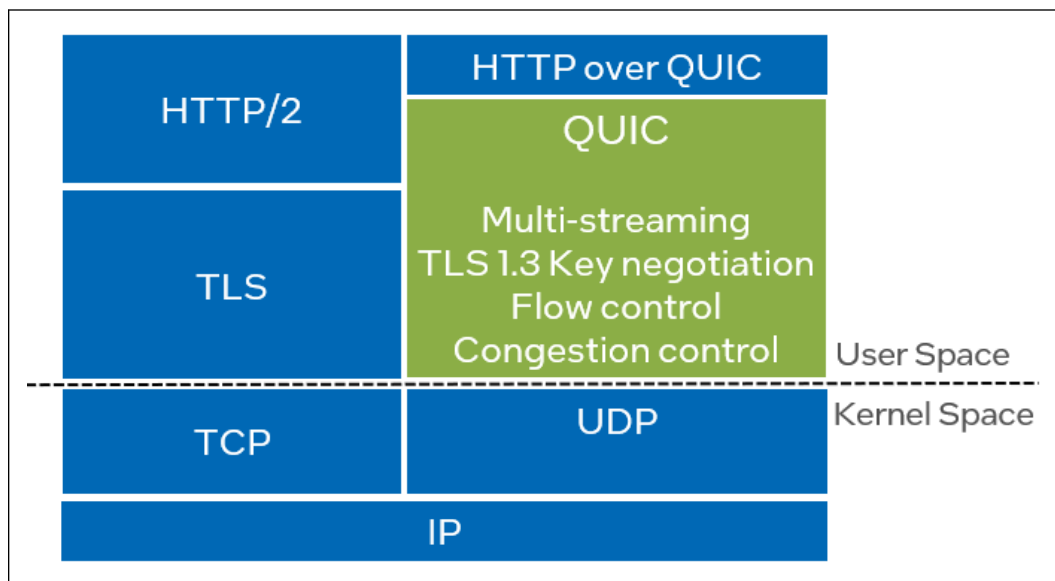 HTTP/2
HTTP over QUIC
QUIC
TLS
Multi-streaming
TLS 1.3 Key negotiation
Flow control
Congestion control
User Space
Kernel Space
TCP
UDP
IP